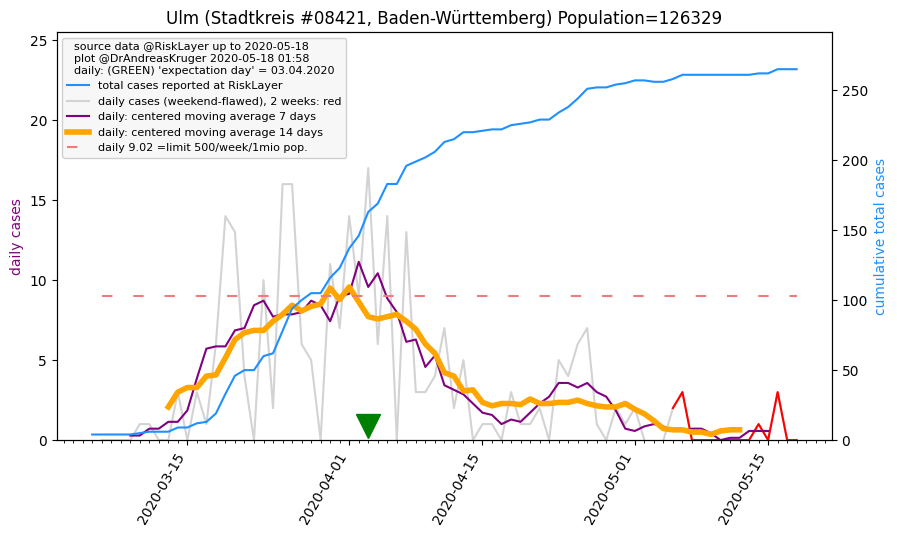 Ulm (Stadtkreis #08421, Baden-Württemberg) Population=126329
source data @RiskLayer up to 2020-05-18
plot @DrAndreasKruger 2020-05-18 01:58
daily: (GREEN) 'expectation day' = 03.04.2020
total cases reported at RiskLayer
daily cases (weekend-flawed), 2 weeks: red
daily: centered moving average 7 days
daily: centered moving average 14 days
daily 9.02 =limit 500/week/1mio pop.
daily cases
25
20
15
10
5
0
cumulative total cases
250
200
150
100
50
0
2020-03-15
2020-04-01
2020-04-15
2020-05-01
2020-05-15